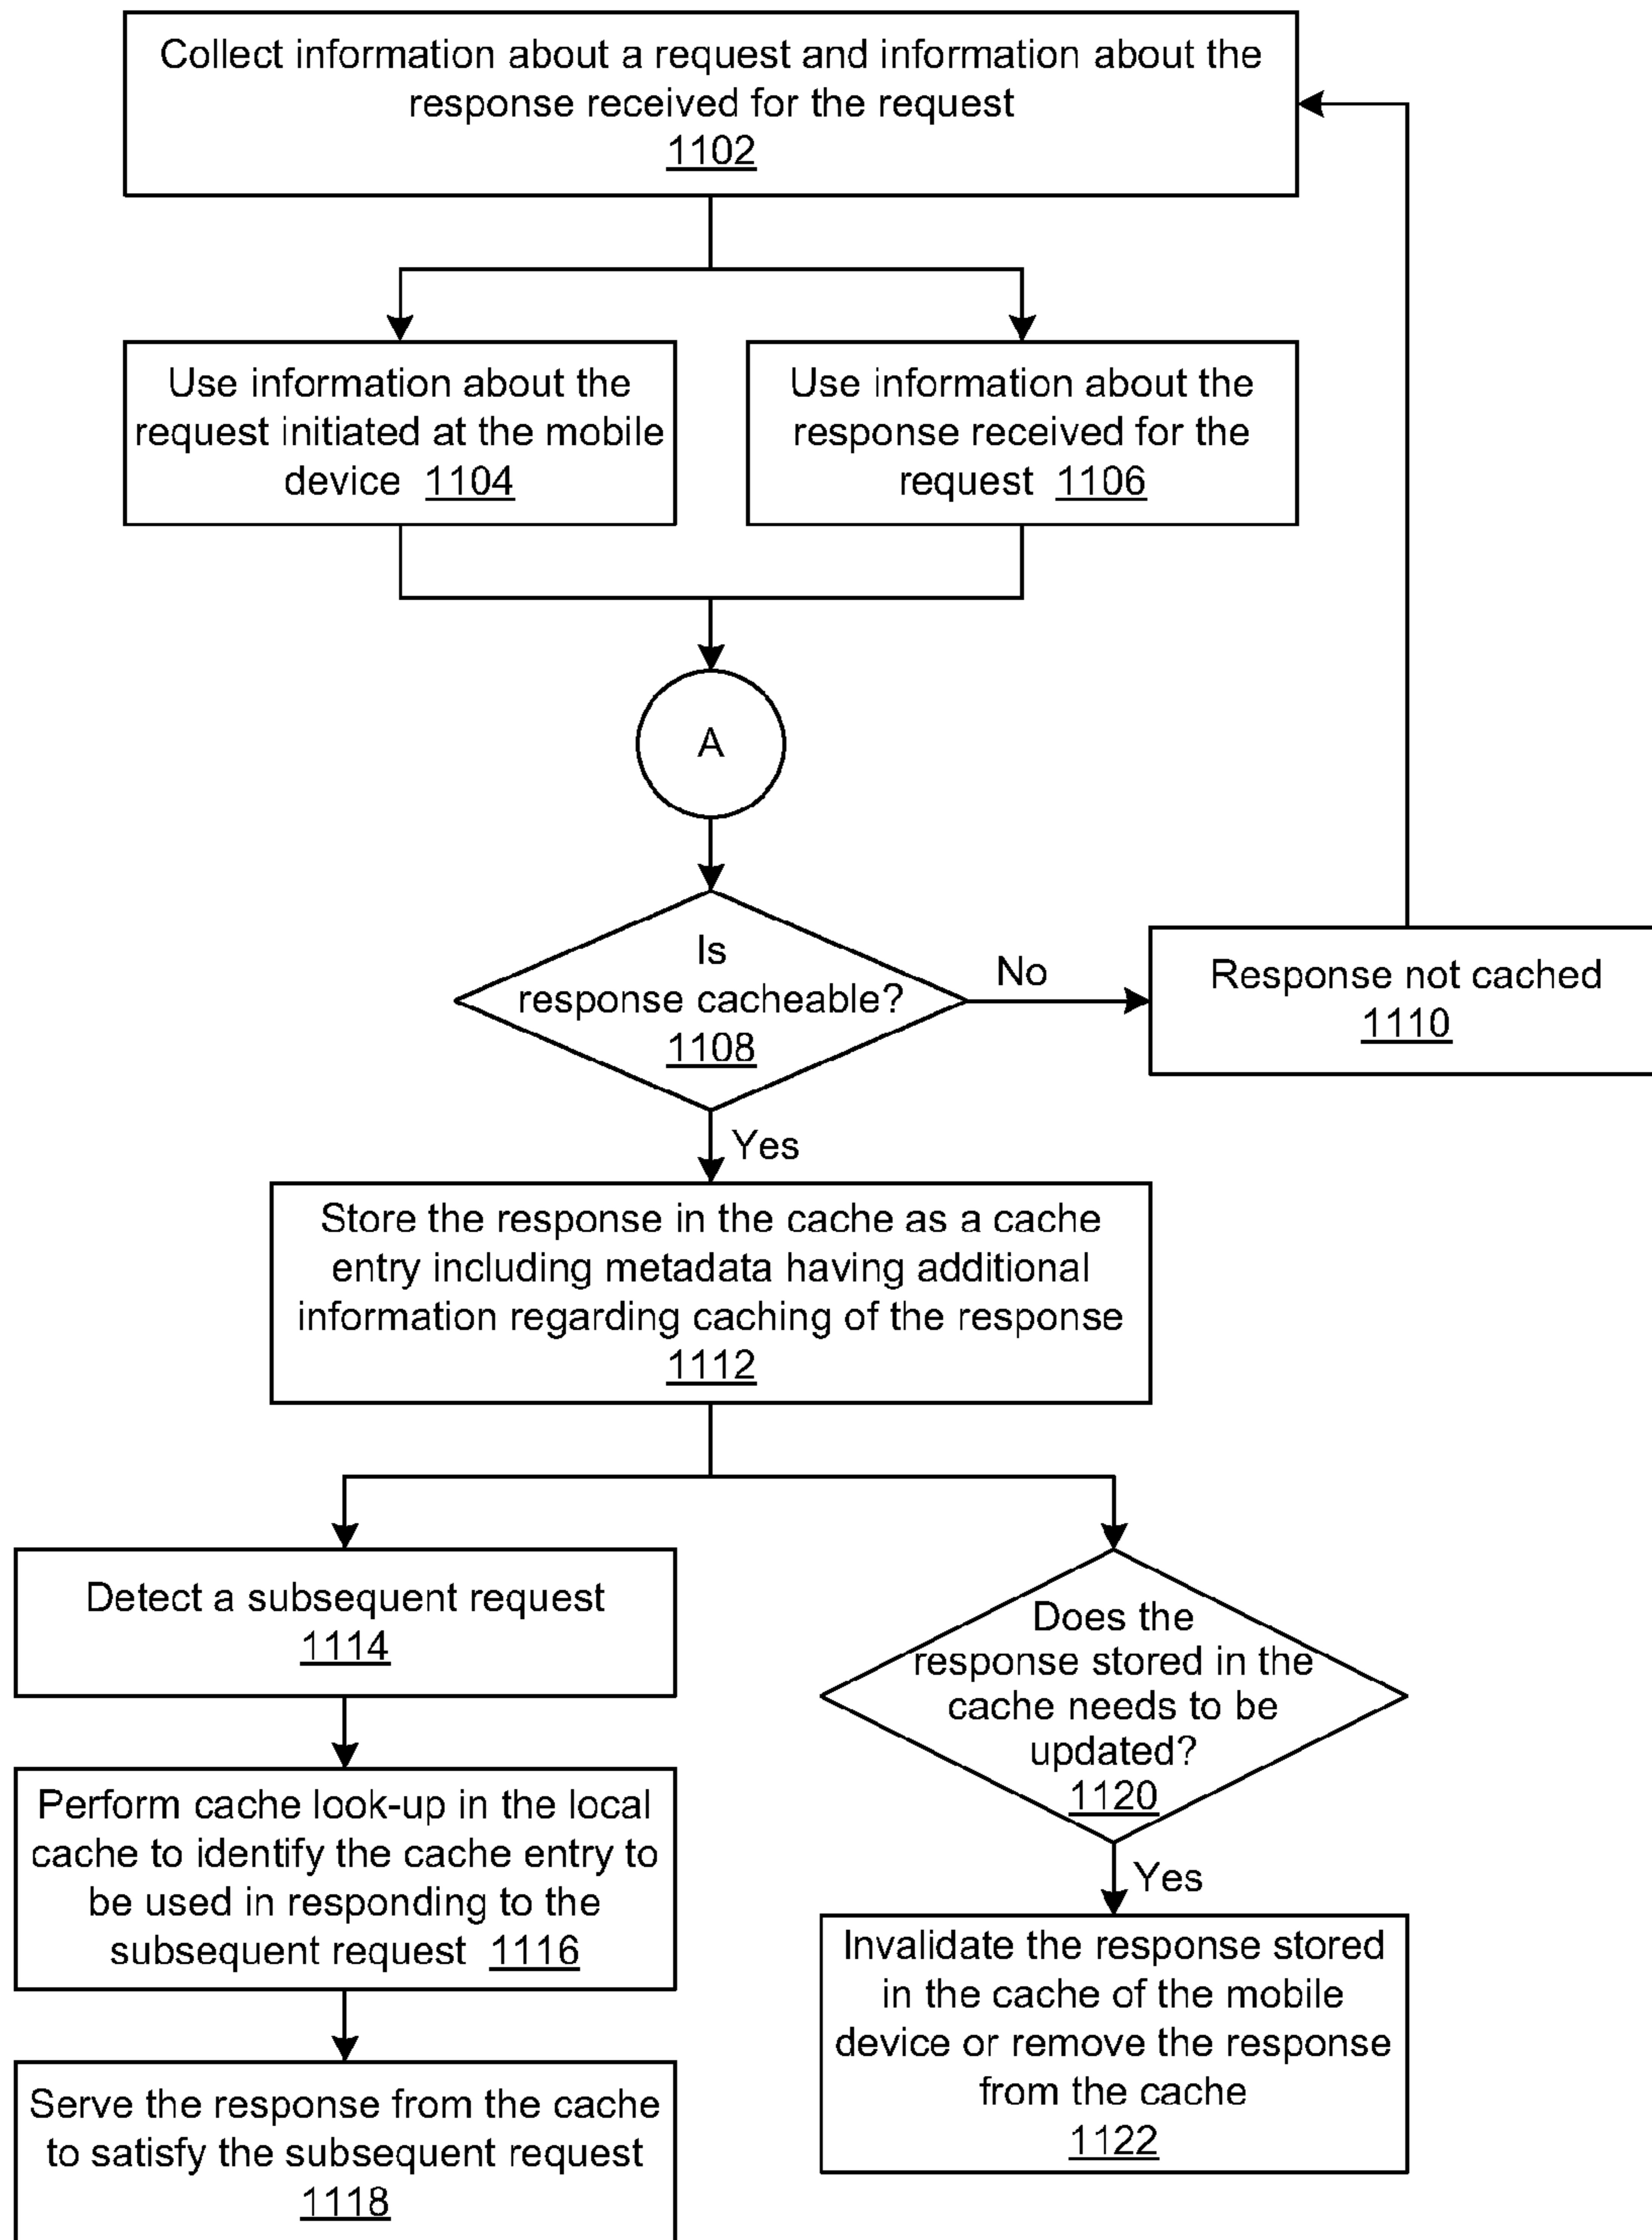 Collect information about a request and information about the
response received for the request
1102
Use information about the
request initiated at the mobile
device 1104
Use information about the
response received for the
request 1106
A
Is
response cacheable?
1108
No
Response not cached
1110
Yes
Store the response in the cache as a cache
entry including metadata having additional
information regarding caching of the response
1112
Detect a subsequent request
1114
Perform cache look-up in the local
cache to identify the cache entry to
be used in responding to the
subsequent request 1116
Serve the response from the cache
to satisfy the subsequent request
1118
Does the
response stored in the
cache needs to be
updated?
1120
Yes
Invalidate the response stored
in the cache of the mobile
device or remove the response
from the cache
1122